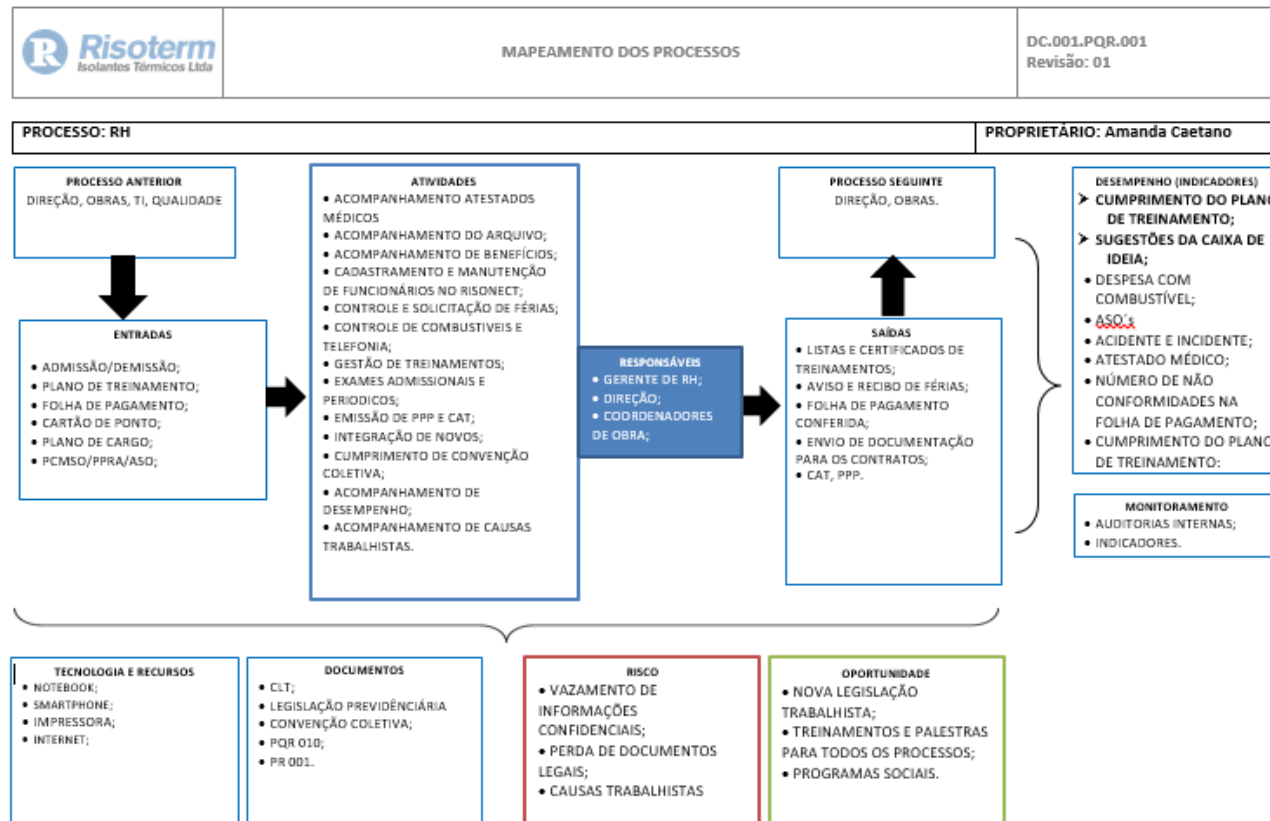 R Risoterm
Isolantes Térmicos Ltda
MAPEAMENTO DOS PROCESSOS
DC.001.PQR.001
Revisão: 01
PROCESSO: RH
PROPRIETÁRIO: Amanda Caetano
PROCESSO ANTERIOR
DIREÇÃO, OBRAS, TI, QUALIDADE
ENTRADAS
• ADMISSÃO/DEMISSÃO;
• PLANO DE TREINAMENTO;
• FOLHA DE PAGAMENTO;
• CARTÃO DE PONTO;
• PLANO DE CARGO;
• PCMSO/PPRA/ASO;
ATIVIDADES
• ACOMPANHAMENTO ATESTADOS
MÉDICOS
• ACOMPANHAMENTO DO ARQUIVO;
• ACOMPANHAMENTO DE BENEFÍCIOS;
• CADASTRAMENTO E MANUTENÇÃO
DE FUNCIONÁRIOS NO RISONECT;
• CONTROLE E SOLICITAÇÃO DE FÉRIAS;
• CONTROLE DE COMBUSTIVEIS E
TELEFONIA;
• GESTÃO DE TREINAMENTOS;
• EXAMES ADMISSIONAIS E
PERIODICOS;
• EMISSÃO DE PPP E CAT;
• INTEGRAÇÃO DE NOVOS;
• CUMPRIMENTO DE CONVENÇÃO
COLETIVA;
• ACOMPANHAMENTO DE
DESEMPENHO;
• ACOMPANHAMENTO DE CAUSAS
TRABALHISTAS.
RESPONSÁVEIS
• GERENTE DE RH;
• DIREÇÃO;
• COORDENADORES
DE OBRA;
PROCESSO SEGUINTE
DIREÇÃO, OBRAS.
SAÍDAS
• LISTAS E CERTIFICADOS DE
TREINAMENTOS;
• AVISO E RECIBO DE FÉRIAS;
• FOLHA DE PAGAMENTO
CONFERIDA;
• ENVIO DE DOCUMENTAÇÃO
PARA OS CONTRATOS;
• CAT, PPP.
DESEMPENHO (INDICADORES)
➤ CUMPRIMENTO DO PLANO
DE TREINAMENTO;
➤ SUGESTÕES DA CAIXA DE
IDEIA;
• DESPESA COM
COMBUSTÍVEL;
• ASO´s
• ACIDENTE E INCIDENTE;
• ATESTADO MÉDICO;
• NÚMERO DE NÃO
CONFORMIDADES NA
FOLHA DE PAGAMENTO;
• CUMPRIMENTO DO PLANO
DE TREINAMENTO:
MONITORAMENTO
• AUDITORIAS INTERNAS;
• INDICADORES.
TECNOLOGIA E RECURSOS
• NOTEBOOK;
• SMARTPHONE;
• IMPRESSORA;
• INTERNET;
DOCUMENTOS
• CLT;
• LEGISLAÇÃO PREVIDÊNCIÁRIA
• CONVENÇÃO COLETIVA;
• PQR 010;
• PR 001.
RISCO
• VAZAMENTO DE
INFORMAÇÕES
CONFIDENCIAIS;
• PERDA DE DOCUMENTOS
LEGAIS;
• CAUSAS TRABALHISTAS
OPORTUNIDADE
• NOVA LEGISLAÇÃO
TRABALHISTA;
• TREINAMENTOS E PALESTRAS
PARA TODOS OS PROCESSOS;
• PROGRAMAS SOCIAIS.